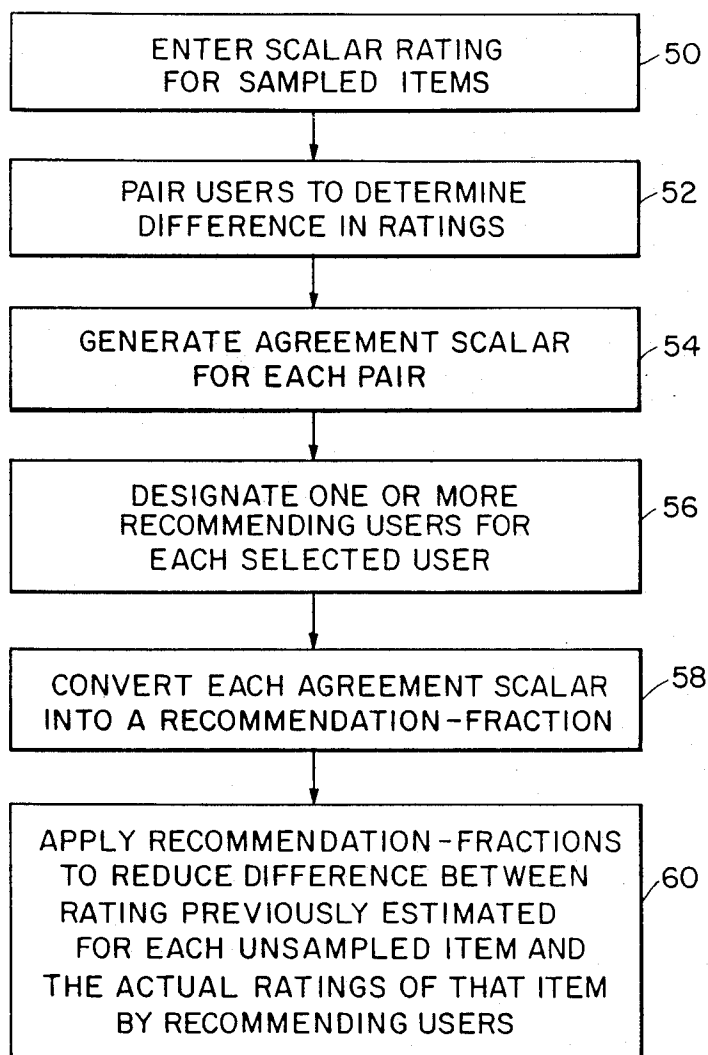 ENTER SCALAR RATING
FOR SAMPLED ITEMS
50
PAIR USERS TO DETERMINE
DIFFERENCE IN RATINGS
52
GENERATE AGREEMENT SCALAR
FOR EACH PAIR
54
DESIGNATE ONE OR MORE
RECOMMENDING USERS FOR
EACH SELECTED USER
56
CONVERT EACH AGREEMENT SCALAR
INTO A RECOMMENDATION-FRACTION
58
APPLY RECOMMENDATION-FRACTIONS
TO REDUCE DIFFERENCE BETWEEN
RATING PREVIOUSLY ESTIMATED
FOR EACH UNSAMPLED ITEM AND
THE ACTUAL RATINGS OF THAT ITEM
BY RECOMMENDING USERS
60